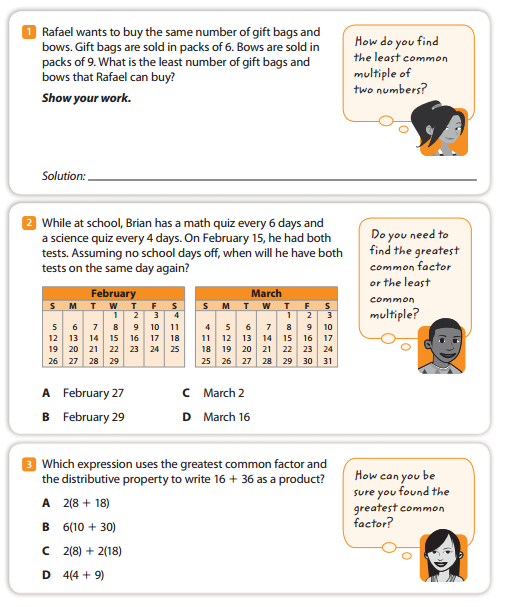 1 Rafael wants to buy the same number of gift bags and
bows. Gift bags are sold in packs of 6. Bows are sold in
packs of 9. What is the least number of gift bags and
bows that Rafael can buy?
Show your work.
How do you find
the least common
multiple of
two numbers?
Solution:
2 While at school, Brian has a math quiz every 6 days and
a science quiz every 4 days. On February 15, he had both
tests. Assuming no school days off, when will he have both
tests on the same day again?
Do you need to
find the greatest
common factor
or the least
common
multiple?
February
S M T W T F S
1 2 3 4
5 6 7 8 9 10 11
12 13 14 15 16 17 18
19 20 21 22 23 24 25
26 27 28 29
March
S M T W T F S
1 2 3
4 5 6 7 8 9 10
11 12 13 14 15 16 17
18 19 20 21 22 23 24
25 26 27 28 29 30 31
A February 27
B February 29
C March 2
D March 16
3 Which expression uses the greatest common factor and
the distributive property to write 16 + 36 as a product?
A 2(8 + 18)
B 6(10 + 30)
C 2(8) + 2(18)
D 4(4 + 9)
How can you be
sure you found the
greatest common
factor?